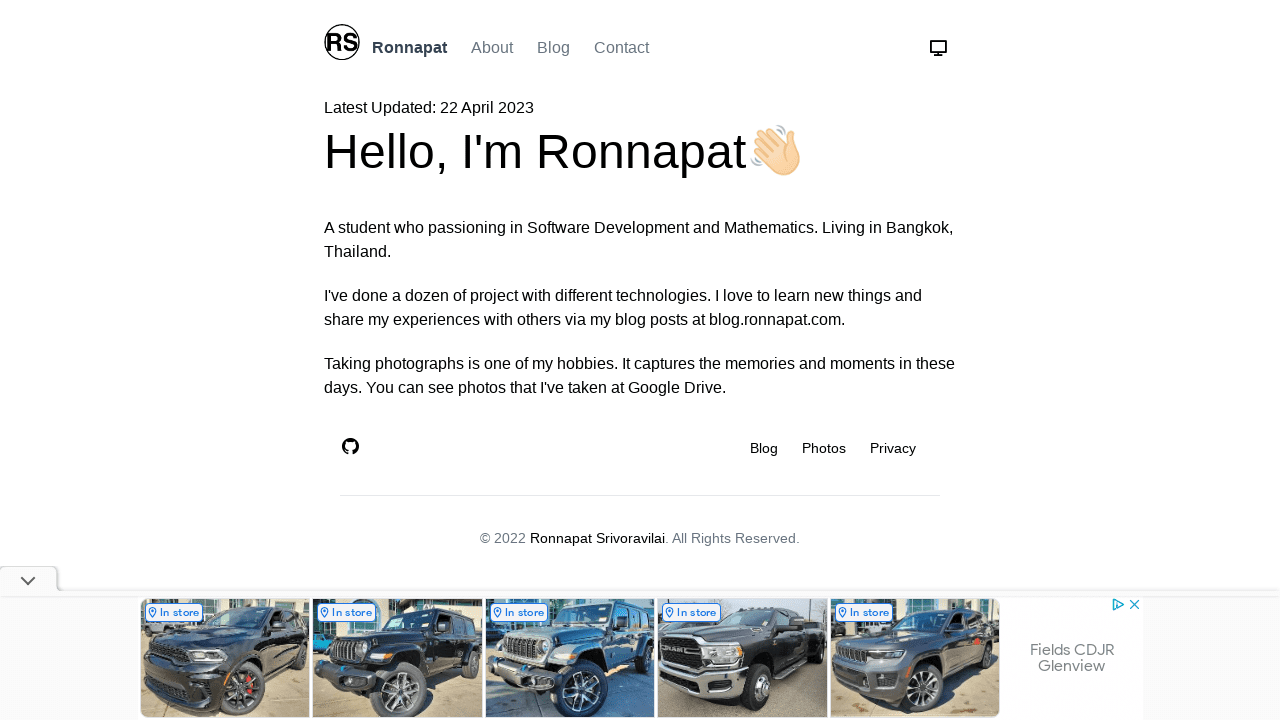 RS
Ronnapat About Blog Contact
Latest Updated: 22 April 2023
Hello, I'm Ronnapat👋🏻
A student who passioning in Software Development and Mathematics. Living in Bangkok,
Thailand.
I've done a dozen of project with different technologies. I love to learn new things and
share my experiences with others via my blog posts at blog.ronnapat.com.
Taking photographs is one of my hobbies. It captures the memories and moments in these
days. You can see photos that I've taken at Google Drive.
Blog Photos Privacy
© 2022 Ronnapat Srivoravilai. All Rights Reserved.
In store In store In store In store In store
RAM
Fields CDJR
Glenview